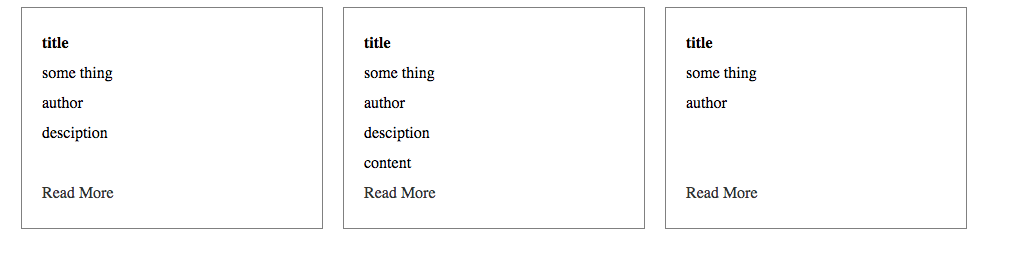 title
some thing
author
desciption
Read More
title
some thing
author
desciption
content
Read More
title
some thing
author
Read More